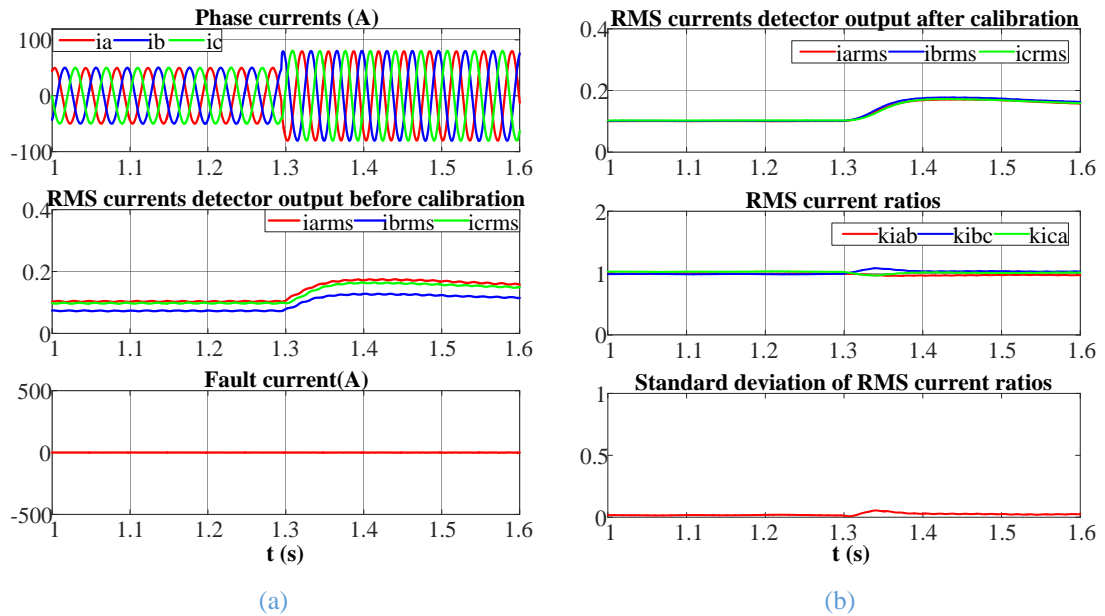 Phase currents (A)
ia ib ic
100
0
-100
1 1.1 1.2 1.3 1.4 1.5 1.6
RMS currents detector output before calibration
0.4
iarms ibrms icrms
0.2
0
1 1.1 1.2 1.3 1.4 1.5 1.6
Fault current(A)
500
0
-500
1 1.1 1.2 1.3 1.4 1.5 1.6
t (s)
(a)
RMS currents detector output after calibration
0.4
iarms ibrms icrms
0.2
0
1 1.1 1.2 1.3 1.4 1.5 1.6
RMS current ratios
2
kiab kibc kica
1
0
1 1.1 1.2 1.3 1.4 1.5 1.6
Standard deviation of RMS current ratios
1
0.5
0
1 1.1 1.2 1.3 1.4 1.5 1.6
t (s)
(b)